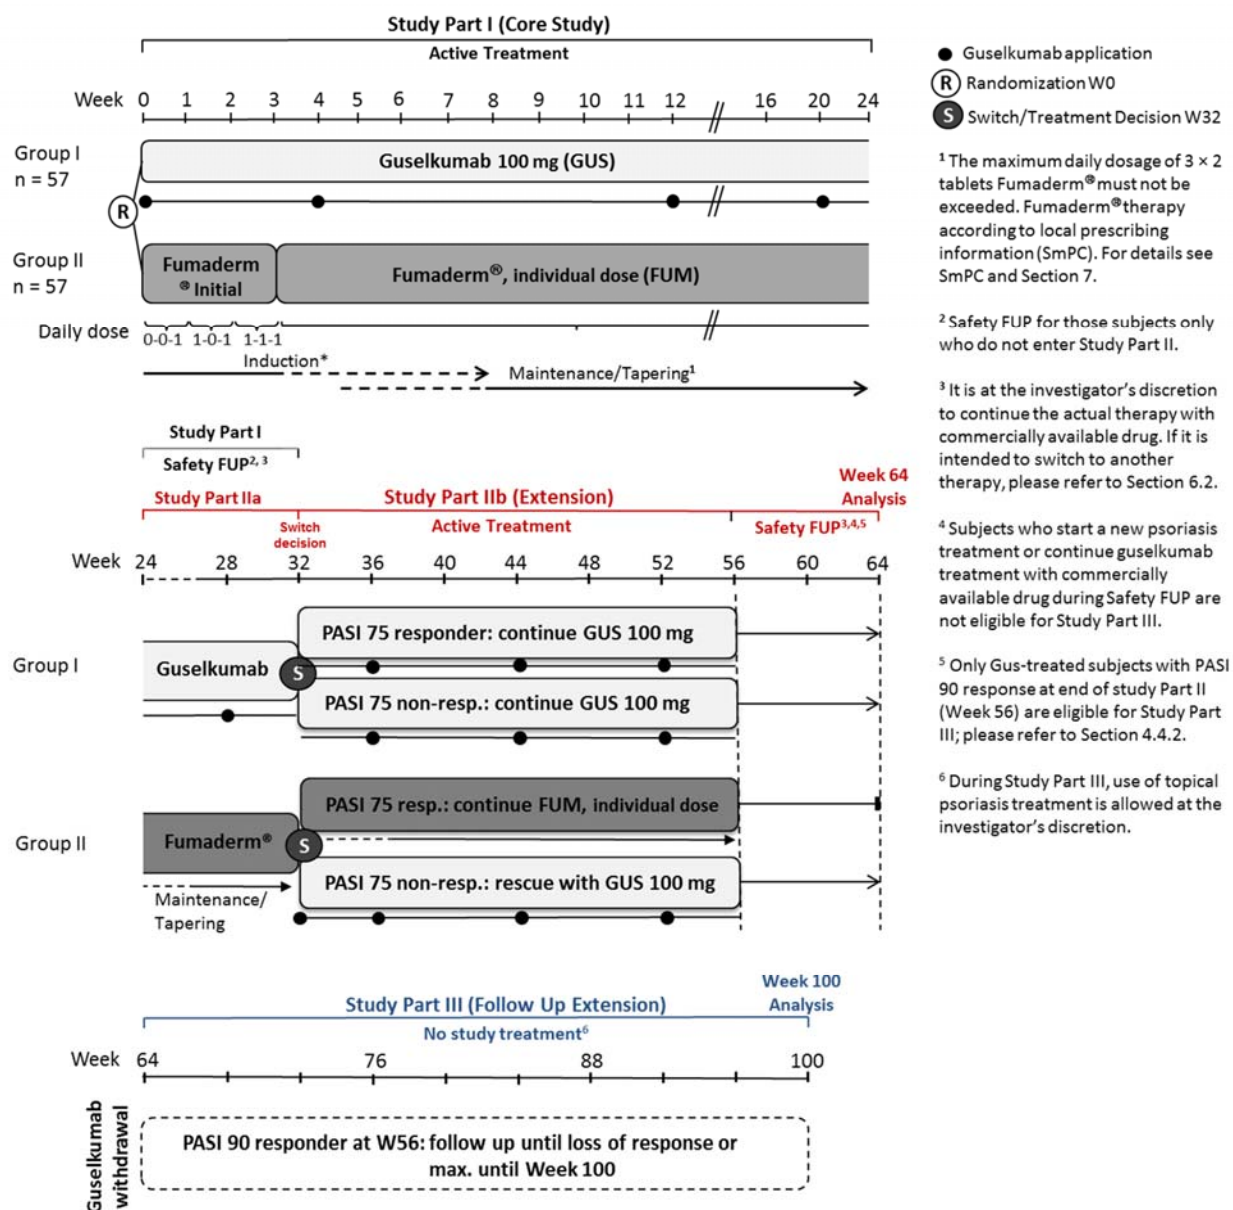 Study Part I (Core Study)
Active Treatment
Week 0 1 2 3 4 5 6 7 8 9 10 11 12 // 16 20 24
Group I
n = 57
Guselkumab 100 mg (GUS)
//
R
Group II
n = 57
Fumaderm
® Initial
Fumaderm®, individual dose (FUM)
Daily dose
0-0-1 1-0-1 1-1-1
//
Induction*
Maintenance/Tapering¹
Guselkumab application
R Randomization W0
S Switch/Treatment Decision W32
¹ The maximum daily dosage of 3 × 2
tablets Fumaderm® must not be
exceeded. Fumaderm® therapy
according to local prescribing
information (SmPC). For details see
SmPC and Section 7.
² Safety FUP for those subjects only
who do not enter Study Part II.
³ It is at the investigator's discretion
to continue the actual therapy with
commercially available drug. If it is
intended to switch to another
therapy, please refer to Section 6.2.
⁴ Subjects who start a new psoriasis
treatment or continue guselkumab
treatment with commercially
available drug during Safety FUP are
not eligible for Study Part III.
⁵ Only Gus-treated subjects with PASI
90 response at end of study Part II
(Week 56) are eligible for Study Part
III; please refer to Section 4.4.2.
⁶ During Study Part III, use of topical
psoriasis treatment is allowed at the
investigator's discretion.
Study Part I
Safety FUP²,³
Study Part IIa
Switch
decision
Study Part IIb (Extension)
Active Treatment
Week 64
Analysis
Safety FUP³,⁴,⁵
Week 24 28 32 36 40 44 48 52 56 60 64
Group I
Guselkumab
S
PASI 75 responder: continue GUS 100 mg
PASI 75 non-resp.: continue GUS 100 mg
Group II
Fumaderm®
S
PASI 75 resp.: continue FUM, individual dose
PASI 75 non-resp.: rescue with GUS 100 mg
Maintenance/
Tapering
Study Part III (Follow Up Extension)
No study treatment⁶
Week 100
Analysis
Week 64 76 88 100
Guselkumab
withdrawal
PASI 90 responder at W56: follow up until loss of response or
max. until Week 100